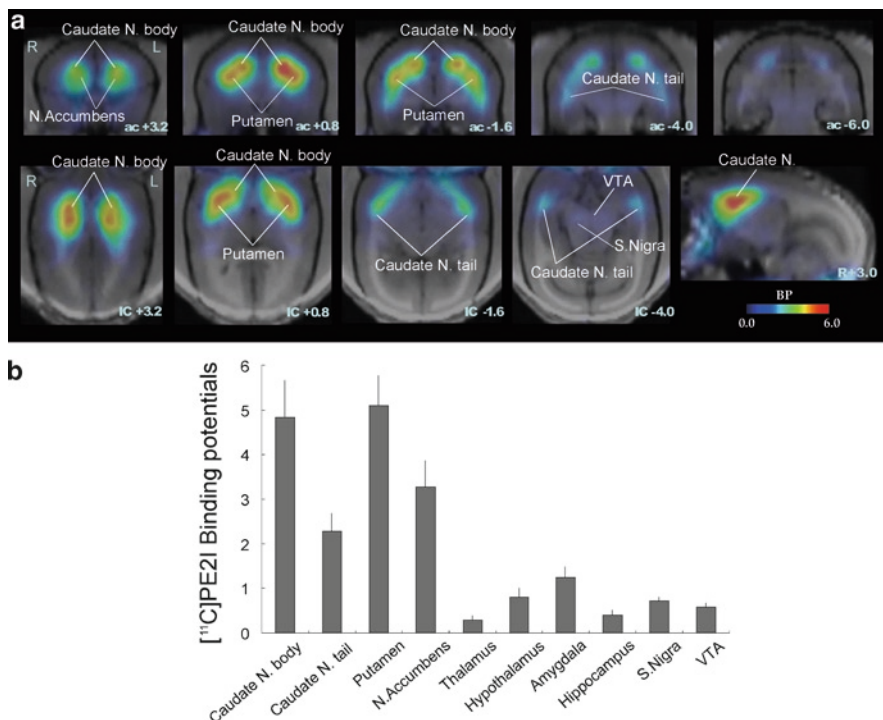 a
Caudate N. body
R L
N.Accumbens
ac +3.2
Caudate N. body
Putamen
ac +0.8
Caudate N. body
Putamen
ac -1.6
Caudate N. tail
ac -4.0
ac -6.0
Caudate N. body
R L
IC +3.2
Caudate N. body
Putamen
IC +0.8
Caudate N. tail
IC -1.6
VTA
S.Nigra
Caudate N. tail
IC -4.0
Caudate N.
R+3.0
BP
0.0 6.0
b
[¹¹C]PE2I Binding potentials
6
5
4
3
2
1
0
Caudate N. body
Caudate N. tail
Putamen
N.Accumbens
Thalamus
Hypothalamus
Amygdala
Hippocampus
S.Nigra
VTA